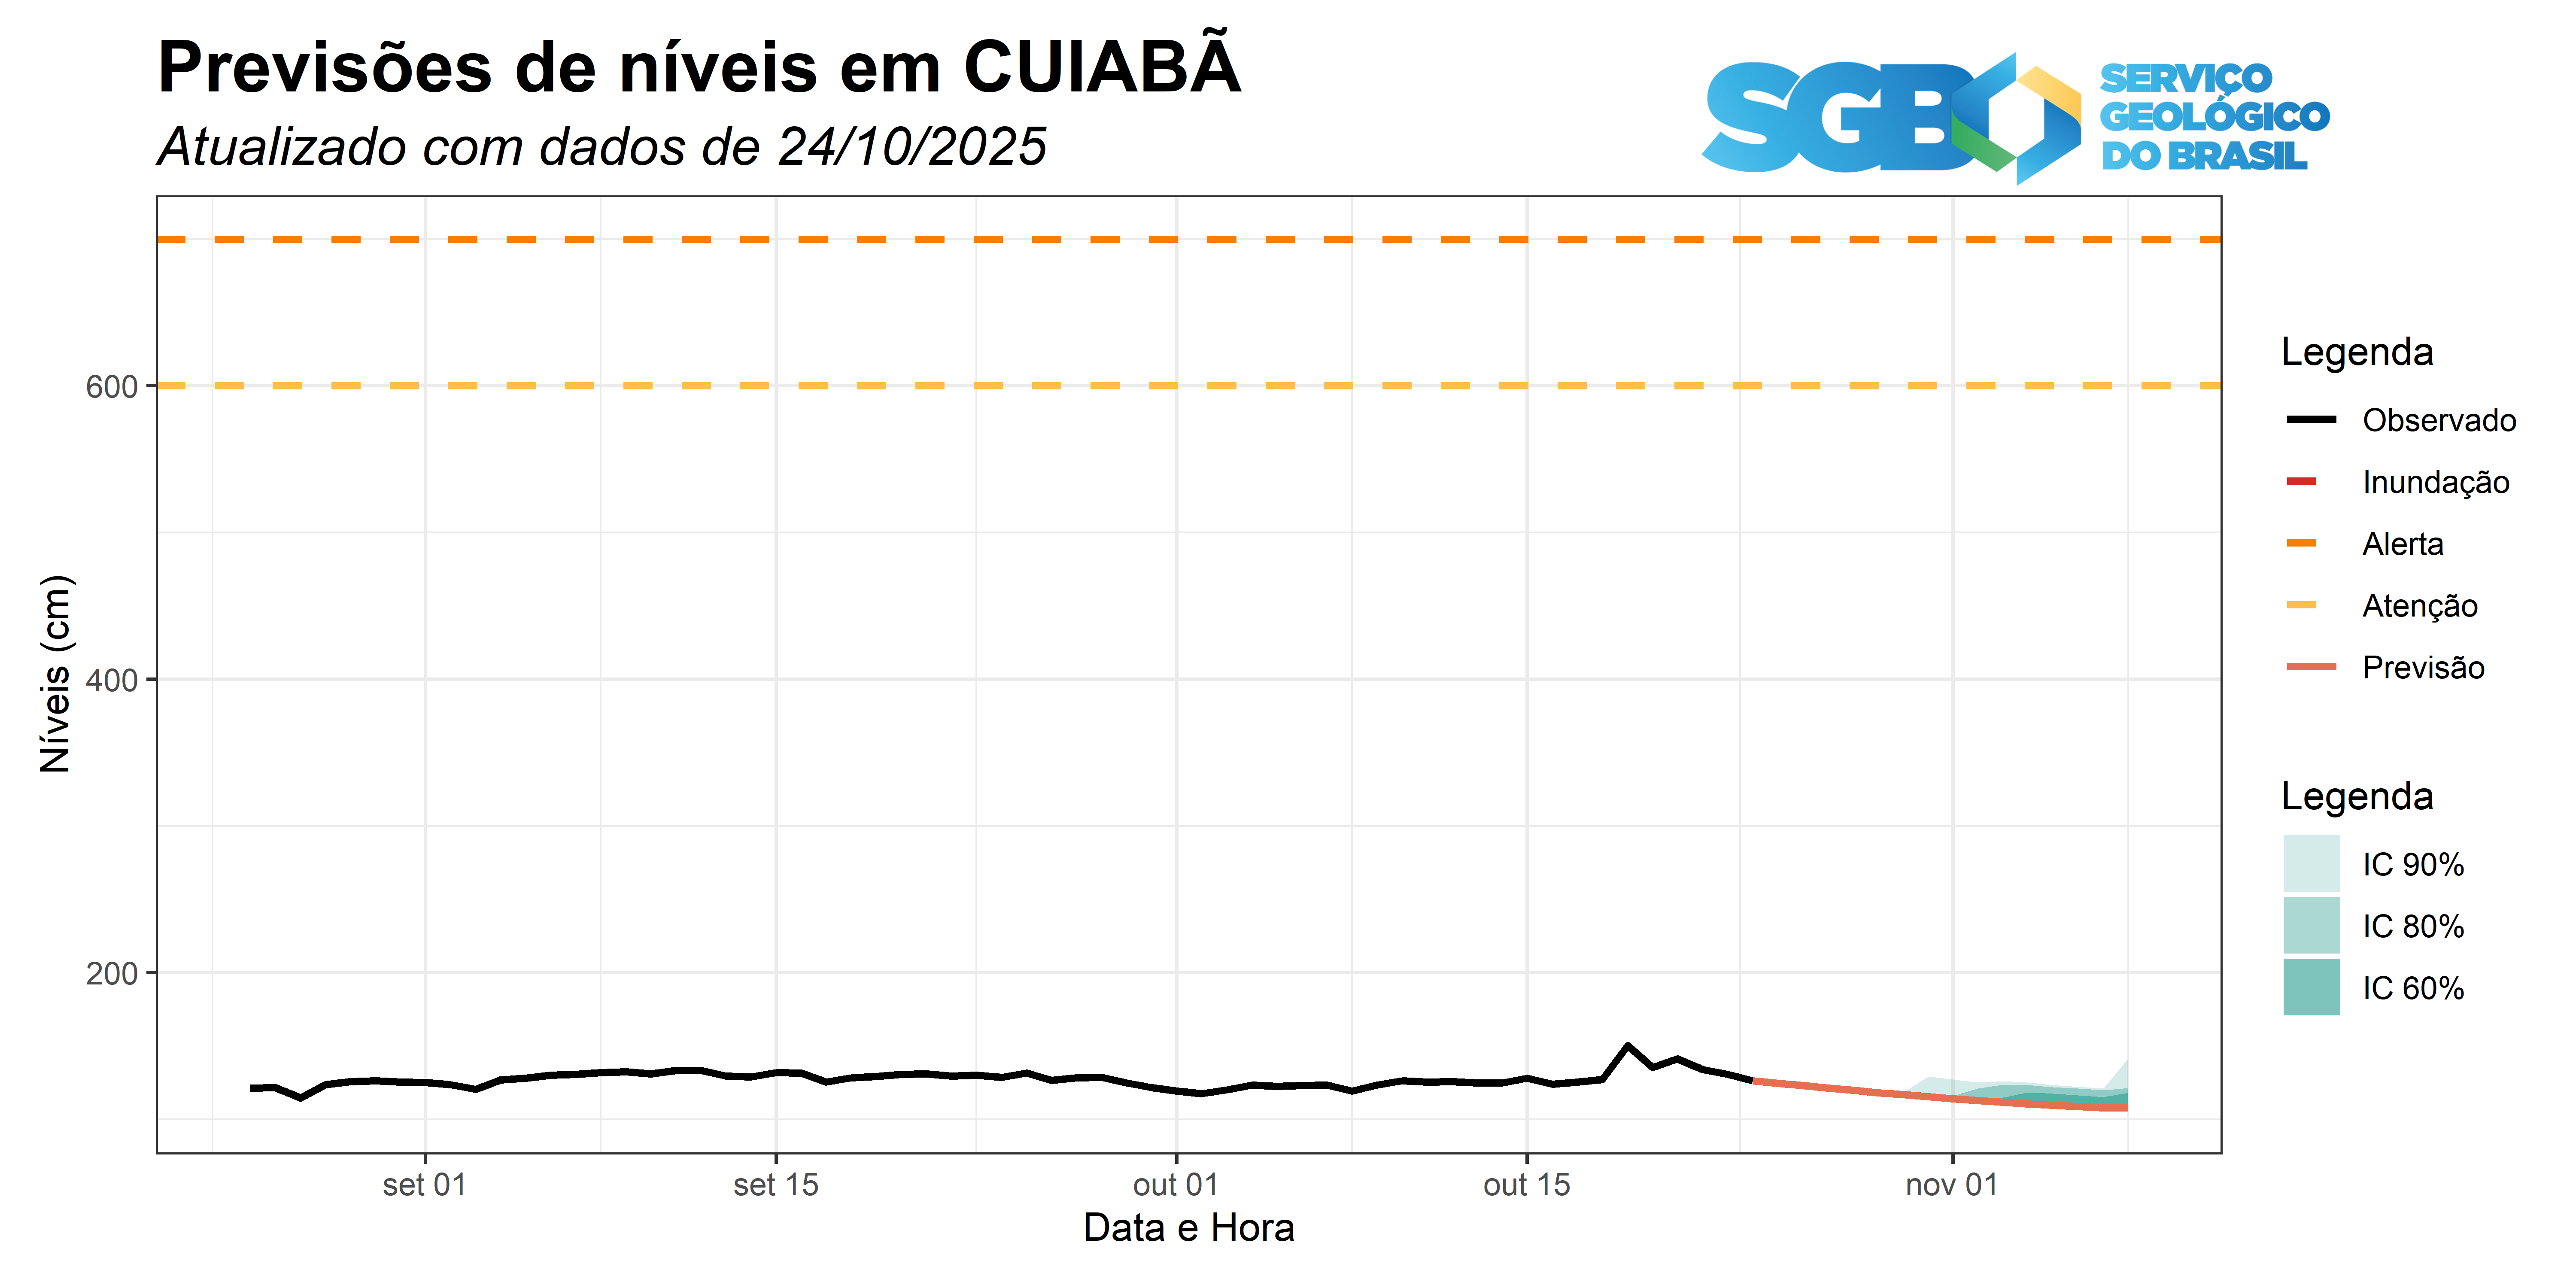 Previsões de níveis em CUIABÃ
Atualizado com dados de 24/10/2025
SGB
SERVIÇO
GEOLÓGICO
DO BRASIL
Níveis (cm)
600
400
200
set 01
set 15
out 01
out 15
nov 01
Data e Hora
Legenda
Observado
Inundação
Alerta
Atenção
Previsão
Legenda
IC 90%
IC 80%
IC 60%